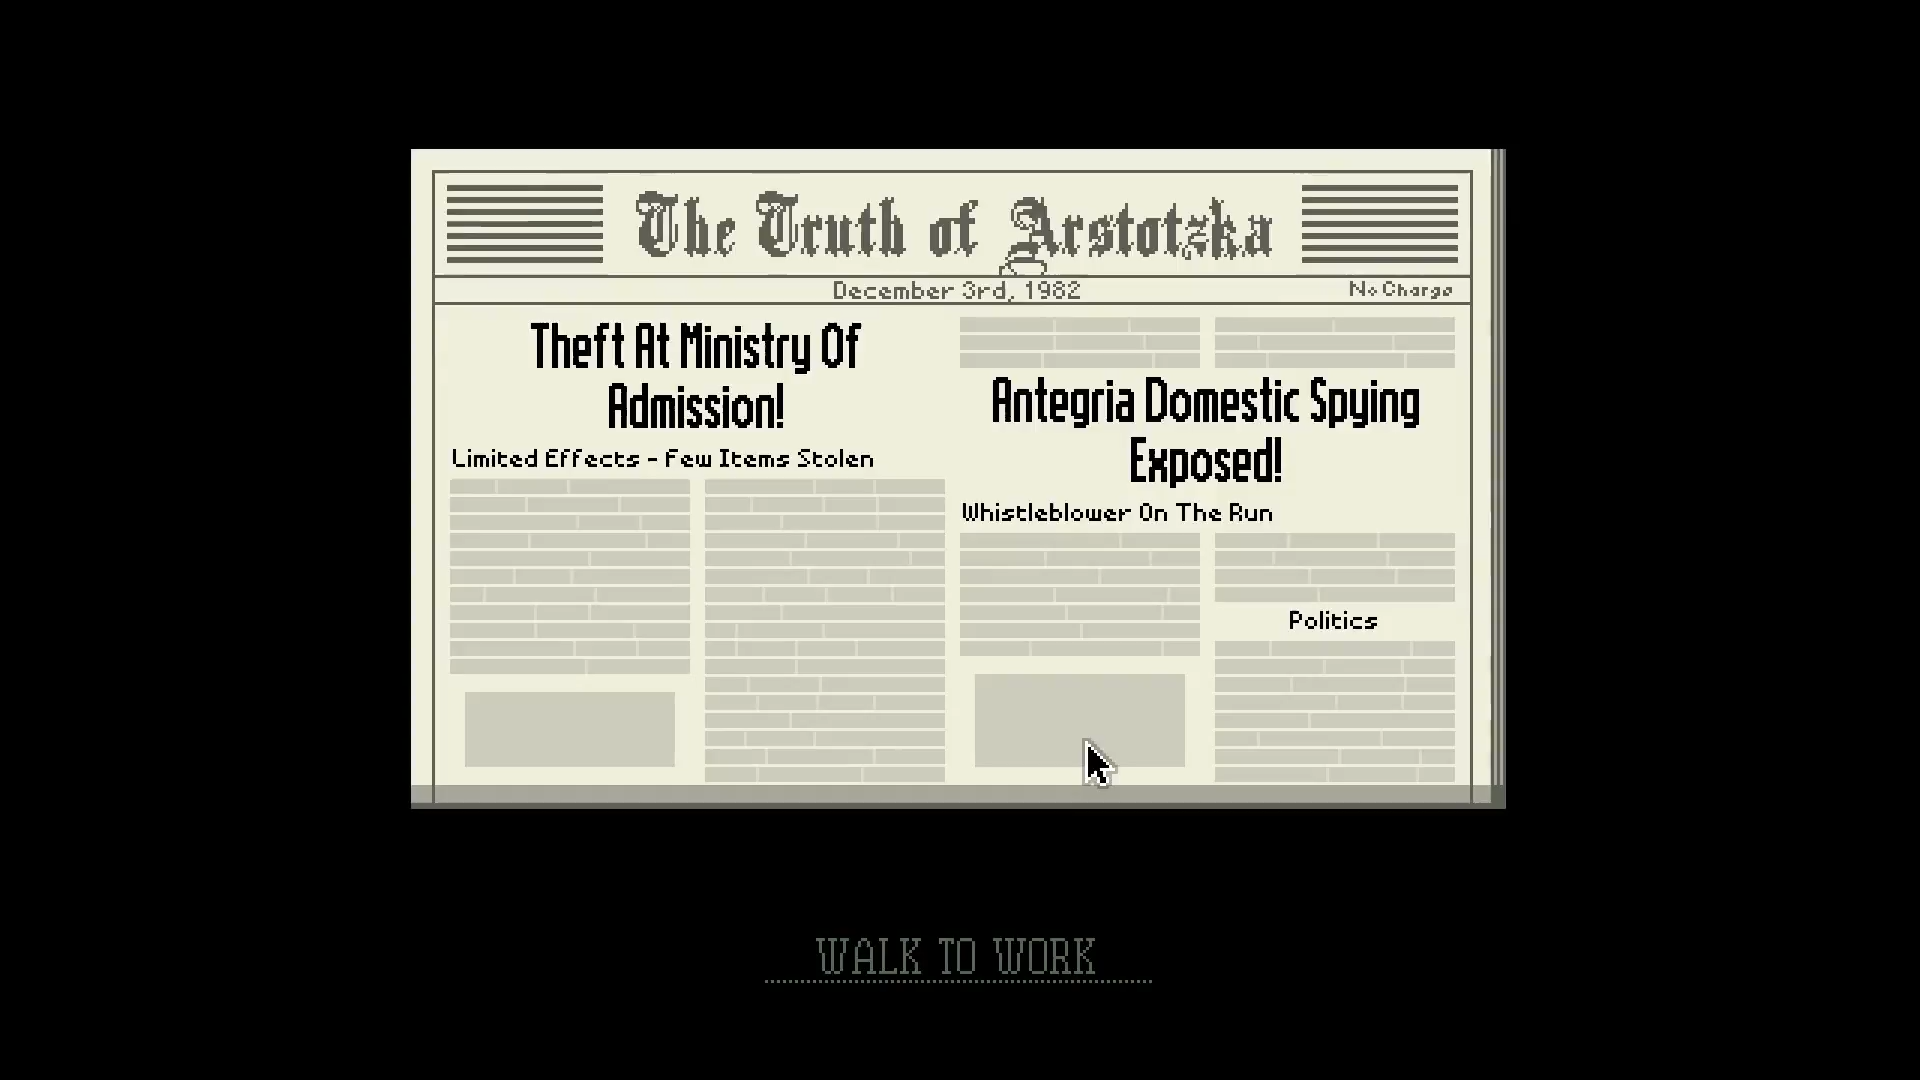 The Truth of Arstotzka
December 3rd, 1982
No Charge
Theft At Ministry Of
Admission!
Limited Effects - Few Items Stolen
Antegria Domestic Spying
Exposed!
Whistleblower On The Run
Politics
WALK TO WORK